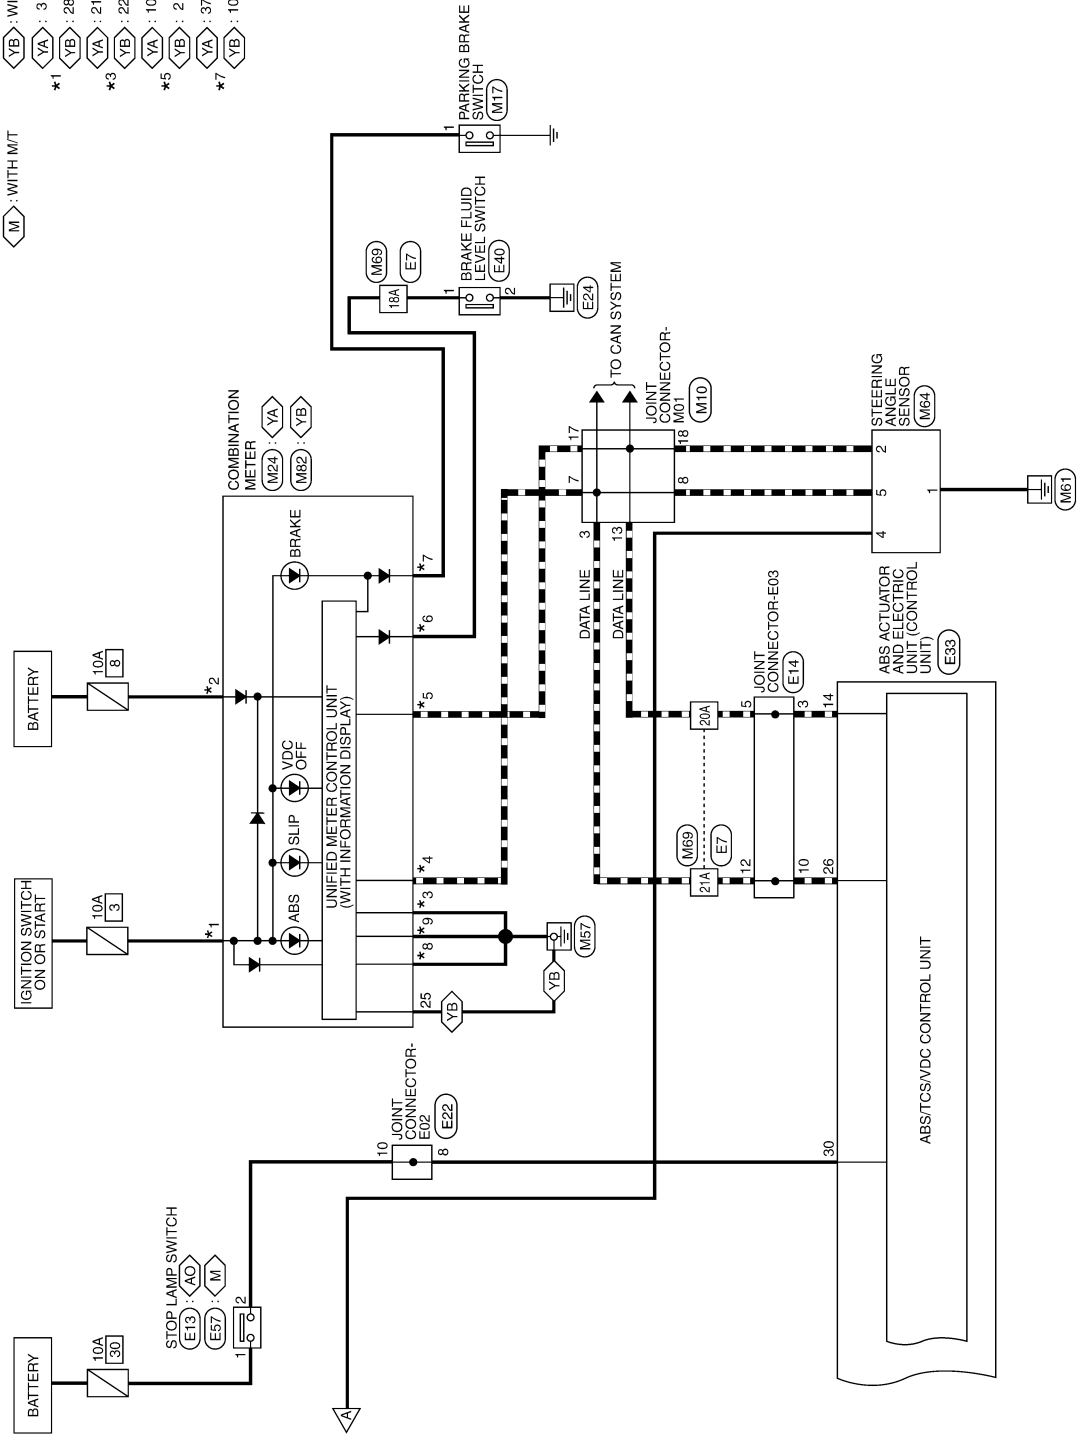 BATTERY
10A
30
STOP LAMP SWITCH
E13 : AO
E57 : M
1
2
A
IGNITION SWITCH
ON OR START
10A
3
BATTERY
10A
8
M : WITH M/T
YB
YA : 3
*1
YB : 28
YA : 21
*3
YB : 22
YA : 10
*5
YB : 2
YA : 37
*7
YB : 10
COMBINATION
METER
M24 : YA
M82 : YB
*1
*2
ABS
SLIP
VDC
OFF
BRAKE
UNIFIED METER CONTROL UNIT
(WITH INFORMATION DISPLAY)
25
*8
*9
*3
*4
*5
*6
*7
YB
YB
M57
10
JOINT
CONNECTOR-
E02
E22
8
M69
E7
18A
1
BRAKE FLUID
LEVEL SWITCH
E40
2
E24
1
PARKING BRAKE
SWITCH
M17
TO CAN SYSTEM
7
17
3
13
8
18
JOINT
CONNECTOR-
M01
M10
DATA LINE
DATA LINE
M69
E7
21A
20A
12
5
JOINT
CONNECTOR-E03
E14
10
3
STEERING
ANGLE
SENSOR
M64
4
5
2
1
M61
30
26
14
ABS ACTUATOR
AND ELECTRIC
UNIT (CONTROL
UNIT)
E33
ABS/TCS/VDC CONTROL UNIT